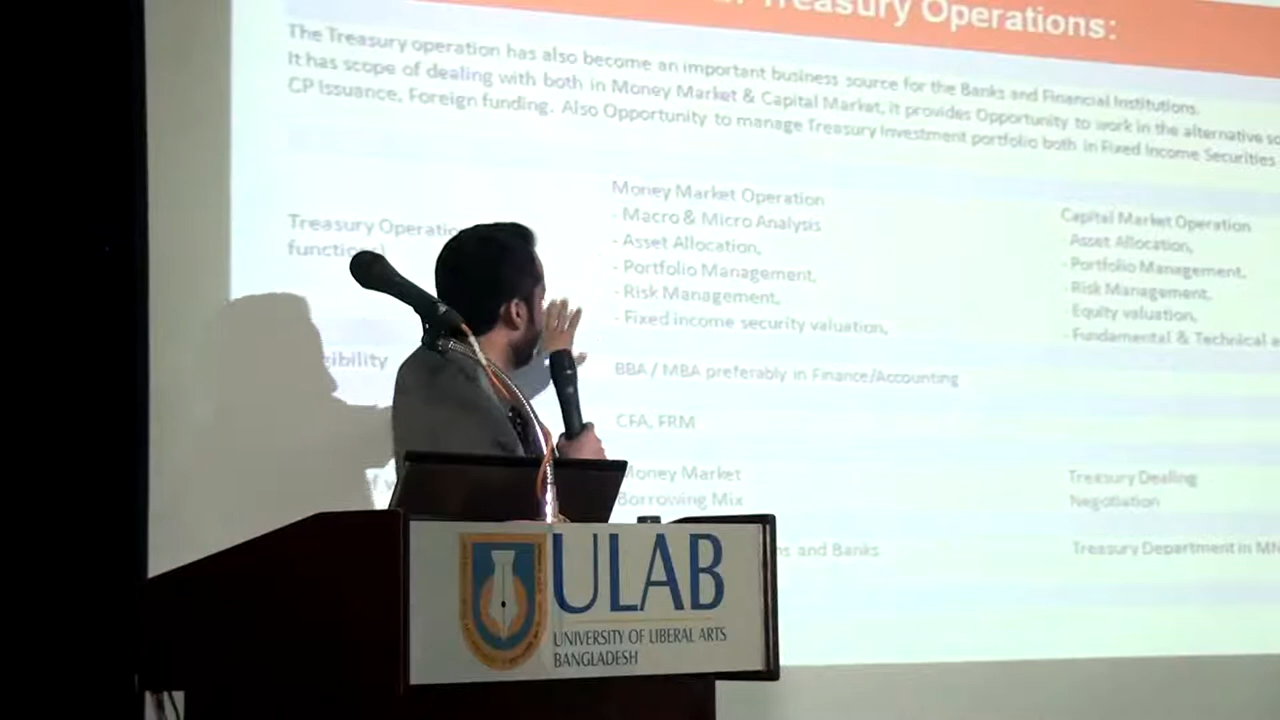 Treasury Operations:
The Treasury operation has also become an important business source for the Banks and Financial Institutions.
It has scope of dealing with both in Money Market & Capital Market, it provides Opportunity to work in the alternative
CP Issuance, Foreign funding. Also Opportunity to manage Treasury Investment portfolio both in Fixed Income Securities
Treasury
Money Market Operation
- Macro & Micro Analysis
- Asset Allocation,
- Portfolio Management,
- Risk Management,
- Fixed income security valuation,
Capital Market Operation
- Asset Allocation,
- Portfolio Management,
- Risk Management,
Equity valuation,
- Fundamental & Technical
BBA / MBA preferably in Finance/Accounting
CFA, FRM
Money Market
Borrowing Mix
Treasury Dealing
Negotiation
and Banks
Treasury Department in
ULAB
UNIVERSITY OF LIBERAL ARTS
BANGLADESH